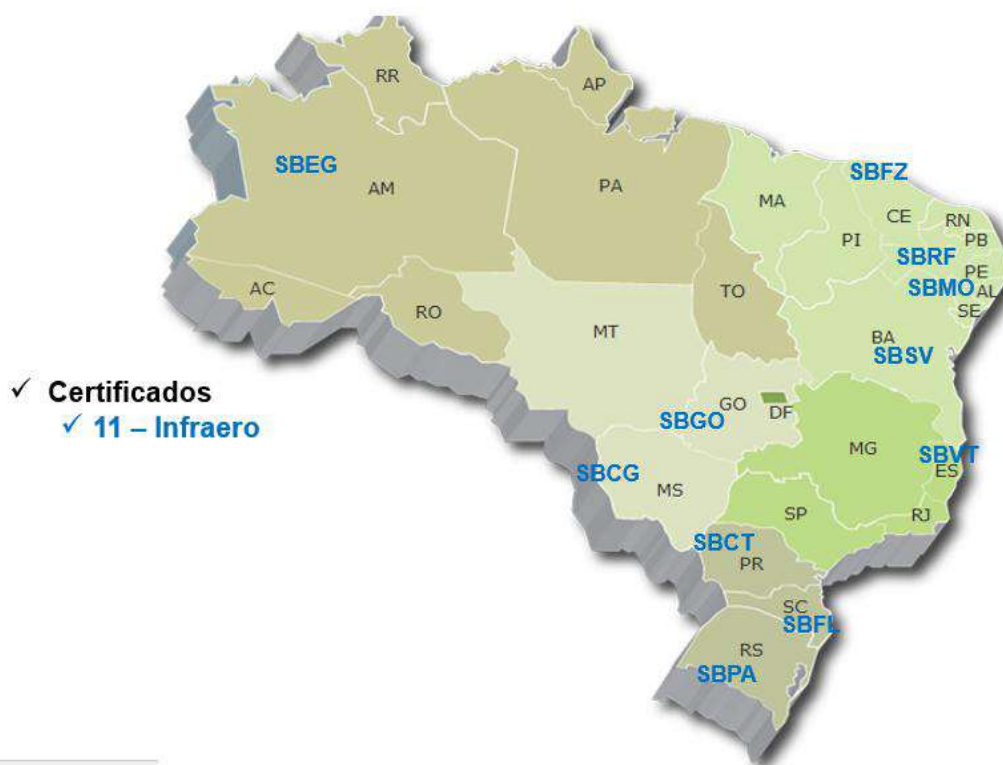 RR
AP
SBEG
AM
PA
MA
SBFZ
CE
RN
PI
PB
SBRF
PE
SBMO
AL
SE
AC
RO
TO
MT
BA
SBSV
✓ Certificados
✓ 11 – Infraero
GO
DF
SBGO
MG
SBVT
ES
SBCG
MS
SP
RJ
SBCT
PR
SC
SBFL
RS
SBPA